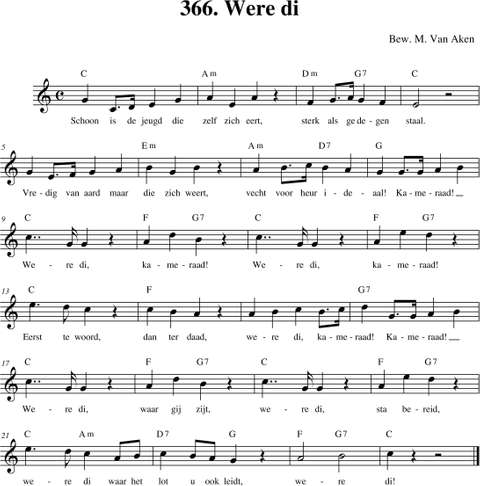 366. Were di
Bew. M. Van Aken
C Am Dm G7 C
Schoon is de jeugd die zelf zich eert, sterk als ge de - gen staal.
5 Em Am D7 G
Vre - dig van aard maar die zich weert, vecht voor heur i - de - aal! Ka - me - raad!__
9 C F G7 C F G7
We - re di, ka - me - raad! We - re di, ka - me - raad!
13 C F G7
Eerst te woord, dan ter daad, we - re di, ka - me - raad! Ka - me - raad!__
17 C F G7 C F G7
We - re di, waar gij zijt, we - re di, sta be - reid,
21 C Am D7 G F G7 C
we - re di waar het lot u ook leidt, we - re di!